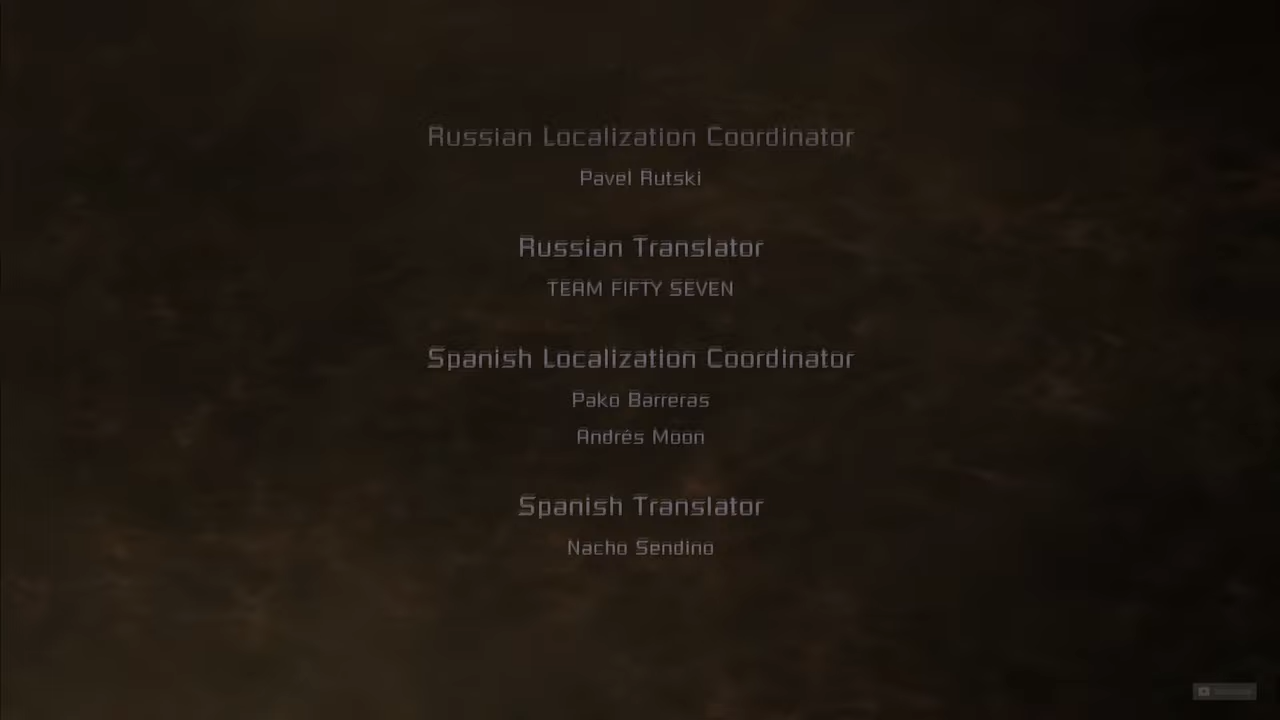 Russian Localization Coordinator
Pavel Rutski
Russian Translator
TEAM FIFTY SEVEN
Spanish Localization Coordinator
Pako Barreras
Andrés Moon
Spanish Translator
Nacho Sendino